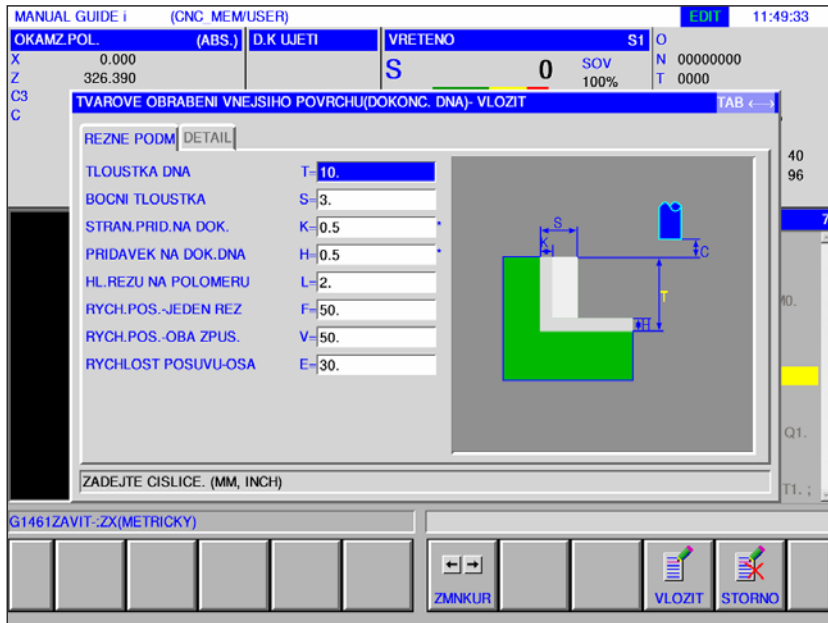 MANUAL GUIDE i (CNC_MEM/USER) EDIT 11:49:33
OKAMZ.POL. (ABS.) D.K UJETI VRETENO S1 O
X 0.000 N 00000000
Z 326.390 S 0 SOV 100% T 0000
C3
C
TVAROVE OBRABENI VNEJSIHO POVRCHU(DOKONC. DNA)- VLOZIT TAB ←→
REZNE PODM DETAIL
TLOUSTKA DNA T=10.
BOCNI TLOUSTKA S=3.
STRAN.PRID.NA DOK. K=0.5 *
PRIDAVEK NA DOK.DNA H=0.5 *
HL.REZU NA POLOMERU L=2.
RYCH.POS.-JEDEN REZ F=50.
RYCH.POS.-OBA ZPUS. V=50.
RYCHLOST POSUVU-OSA E=30.
S
K
C
T
H
40
96
7
M0.
Q1.
T1. ;
ZADEJTE CISLICE. (MM, INCH)
G1461ZAVIT-:ZX(METRICKY)
ZMNKUR VLOZIT STORNO